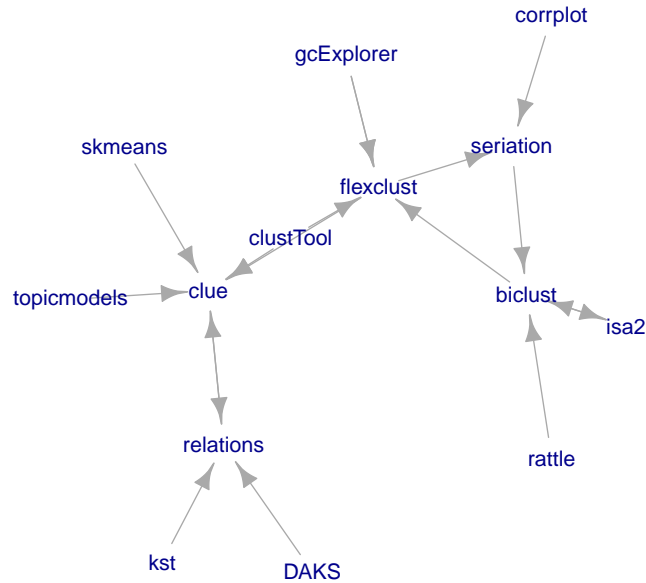 corrplot
gcExplorer
skmeans
seriation
flexclust
clustTool
topicmodels
clue
biclust
isa2
relations
rattle
kst
DAKS